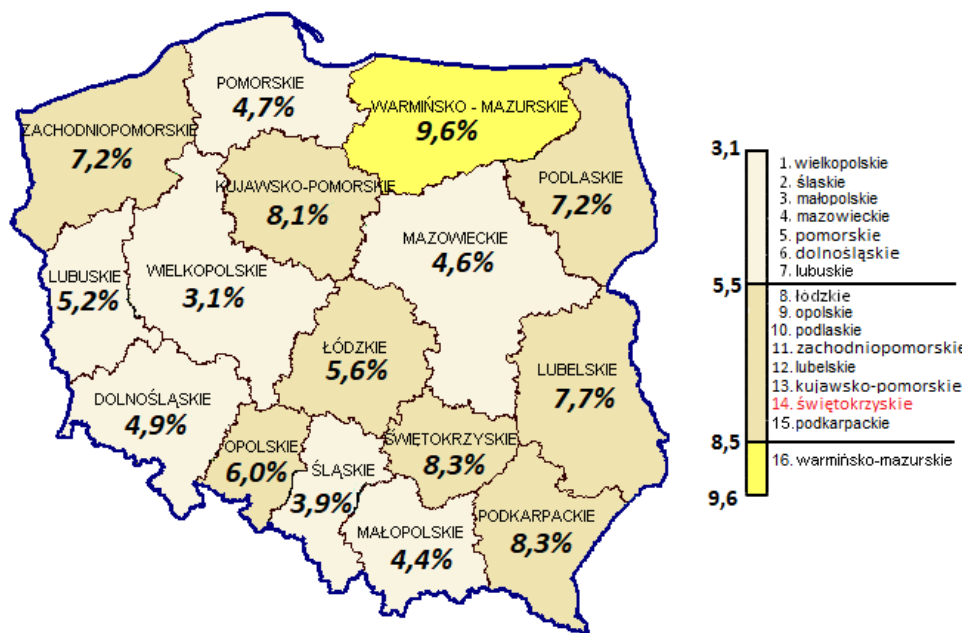 POMORSKIE
4,7%
WARMIŃSKO - MAZURSKIE
9,6%
ZACHODNIOPOMORSKIE
7,2%
KUJAWSKO-POMORSKIE
8,1%
PODLASKIE
7,2%
MAZOWIECKIE
4,6%
LUBUSKIE
5,2%
WIELKOPOLSKIE
3,1%
ŁÓDZKIE
5,6%
LUBELSKIE
7,7%
DOLNOŚLĄSKIE
4,9%
OPOLSKIE
6,0%
ŚLĄSKIE
3,9%
ŚWIĘTOKRZYSKIE
8,3%
MAŁOPOLSKIE
4,4%
PODKARPACKIE
8,3%
3,1
1. wielkopolskie
2. śląskie
3. małopolskie
4. mazowieckie
5. pomorskie
6. dolnośląskie
7. lubuskie
5,5
8. łódzkie
9. opolskie
10. podlaskie
11. zachodniopomorskie
12. lubelskie
13. kujawsko-pomorskie
14. świętokrzyskie
15. podkarpackie
8,5
16. warmińsko-mazurskie
9,6